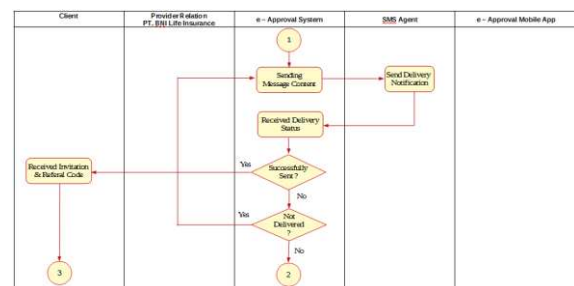 Client
Provider Relation
PT. BNI Life Insurance
e – Approval System
SMS Agent
e – Approval Mobile App
1
Sending
Message Content
Send Delivery
Notification
Received Delivery
Status
Received Invitation
& Referal Code
Yes
Successfully
Sent ?
No
Yes
Not
Delivered
?
No
3
2